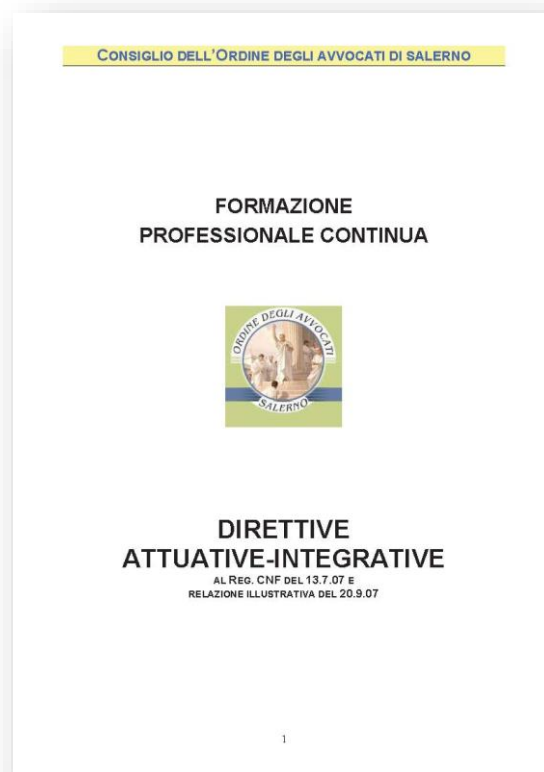 CONSIGLIO DELL'ORDINE DEGLI AVVOCATI DI SALERNO
FORMAZIONE
PROFESSIONALE CONTINUA
ORDINE DEGLI AVVOCATI
SALERNO
DIRETTIVE
ATTUATIVE-INTEGRATIVE
AL REG. CNF DEL 13.7.07 E
RELAZIONE ILLUSTRATIVA DEL 20.9.07
1